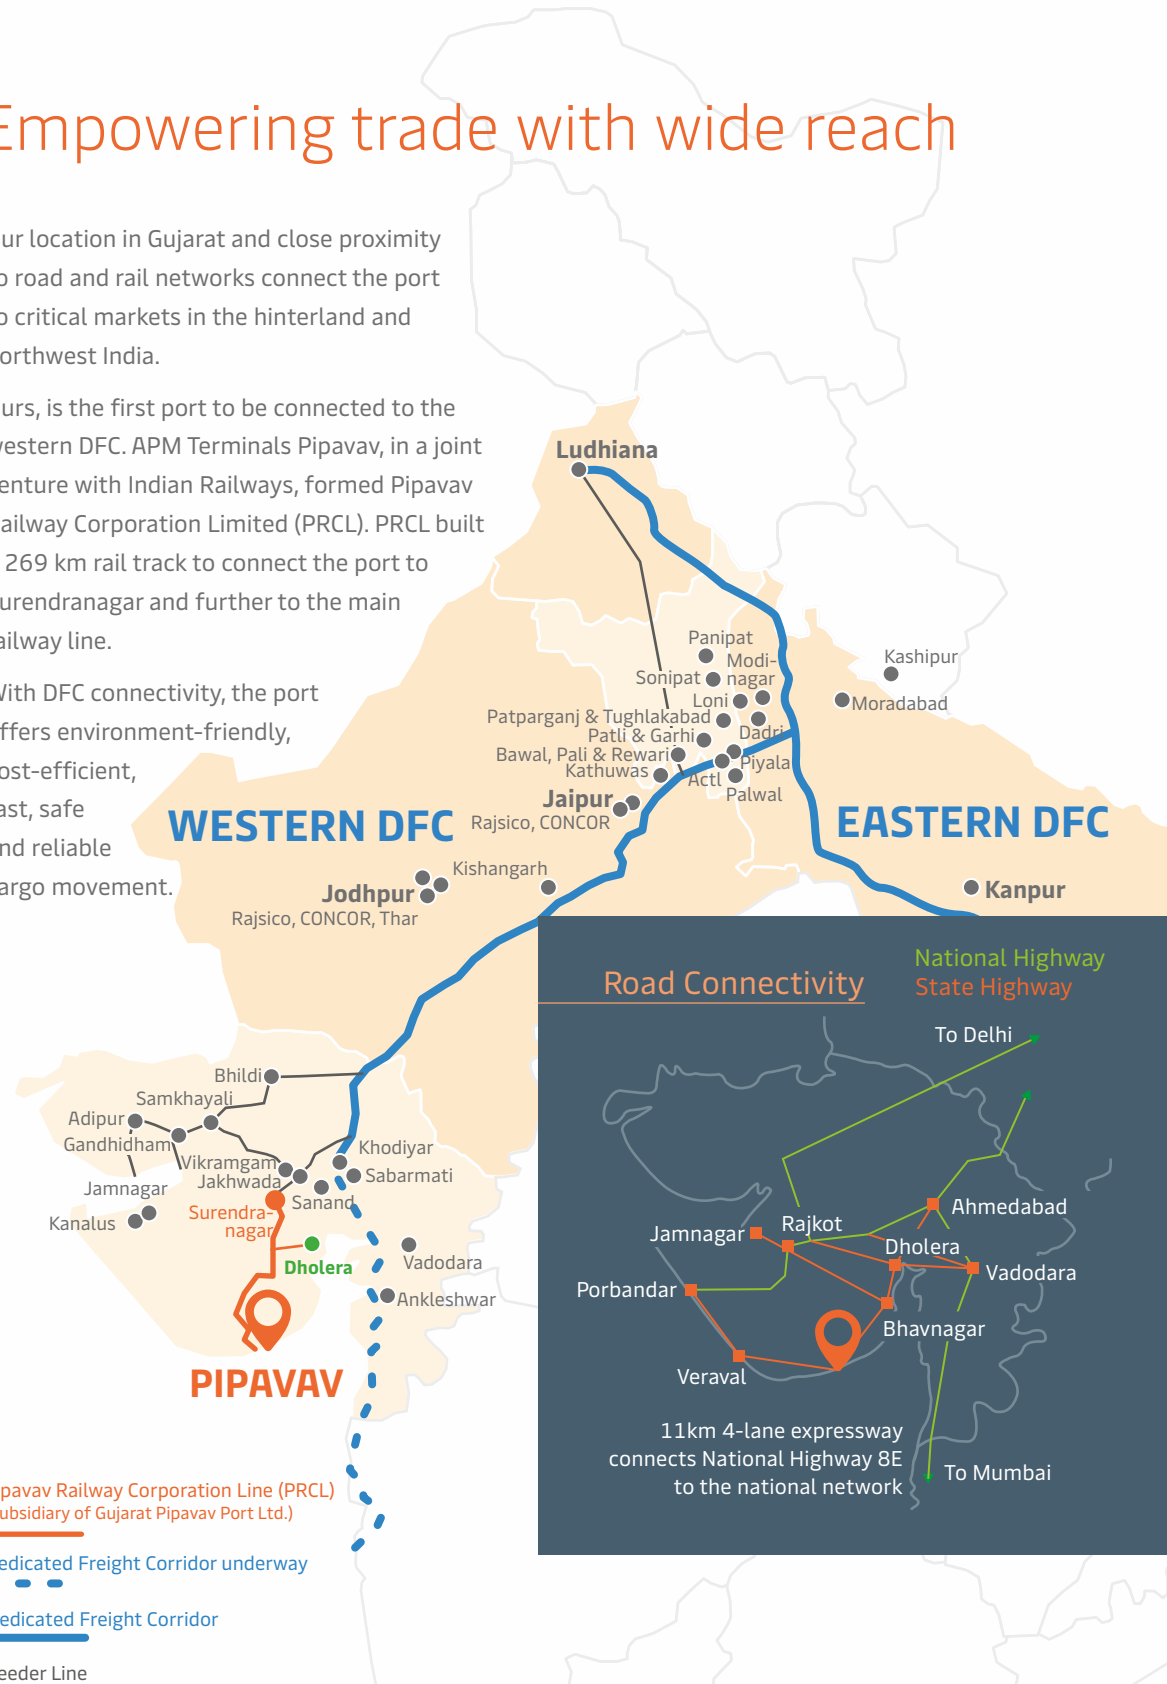 Empowering trade with wide reach
ur location in Gujarat and close proximity
o road and rail networks connect the port
o critical markets in the hinterland and
orthwest India.
urs, is the first port to be connected to the
western DFC. APM Terminals Pipavav, in a joint
enture with Indian Railways, formed Pipavav
ailway Corporation Limited (PRCL). PRCL built
269 km rail track to connect the port to
urendranagar and further to the main
ailway line.
With DFC connectivity, the port
ffers environment-friendly,
ost-efficient,
ast, safe
nd reliable
argo movement.
Ludhiana
Panipat
Modi-
nagar
Sonipat
Loni
Kashipur
Moradabad
Patparganj & Tughlakabad
Patli & Garhi
Dadri
Bawal, Pali & Rewari
Piyala
Kathuwas
Actl
Palwal
Jaipur
Rajsico, CONCOR
WESTERN DFC
EASTERN DFC
Kishangarh
Jodhpur
Rajsico, CONCOR, Thar
Kanpur
Bhildi
Samkhayali
Adipur
Gandhidham
Khodiyar
Vikramgam
Jakhwada
Sabarmati
Jamnagar
Sanand
Kanalus
Surendra-
nagar
Dholera
Vadodara
Ankleshwar
PIPAVAV
Road Connectivity
National Highway
State Highway
To Delhi
Ahmedabad
Rajkot
Jamnagar
Dholera
Vadodara
Porbandar
Bhavnagar
Veraval
11km 4-lane expressway
connects National Highway 8E
to the national network
To Mumbai
ipavav Railway Corporation Line (PRCL)
ubsidiary of Gujarat Pipavav Port Ltd.)
edicated Freight Corridor underway
edicated Freight Corridor
eeder Line